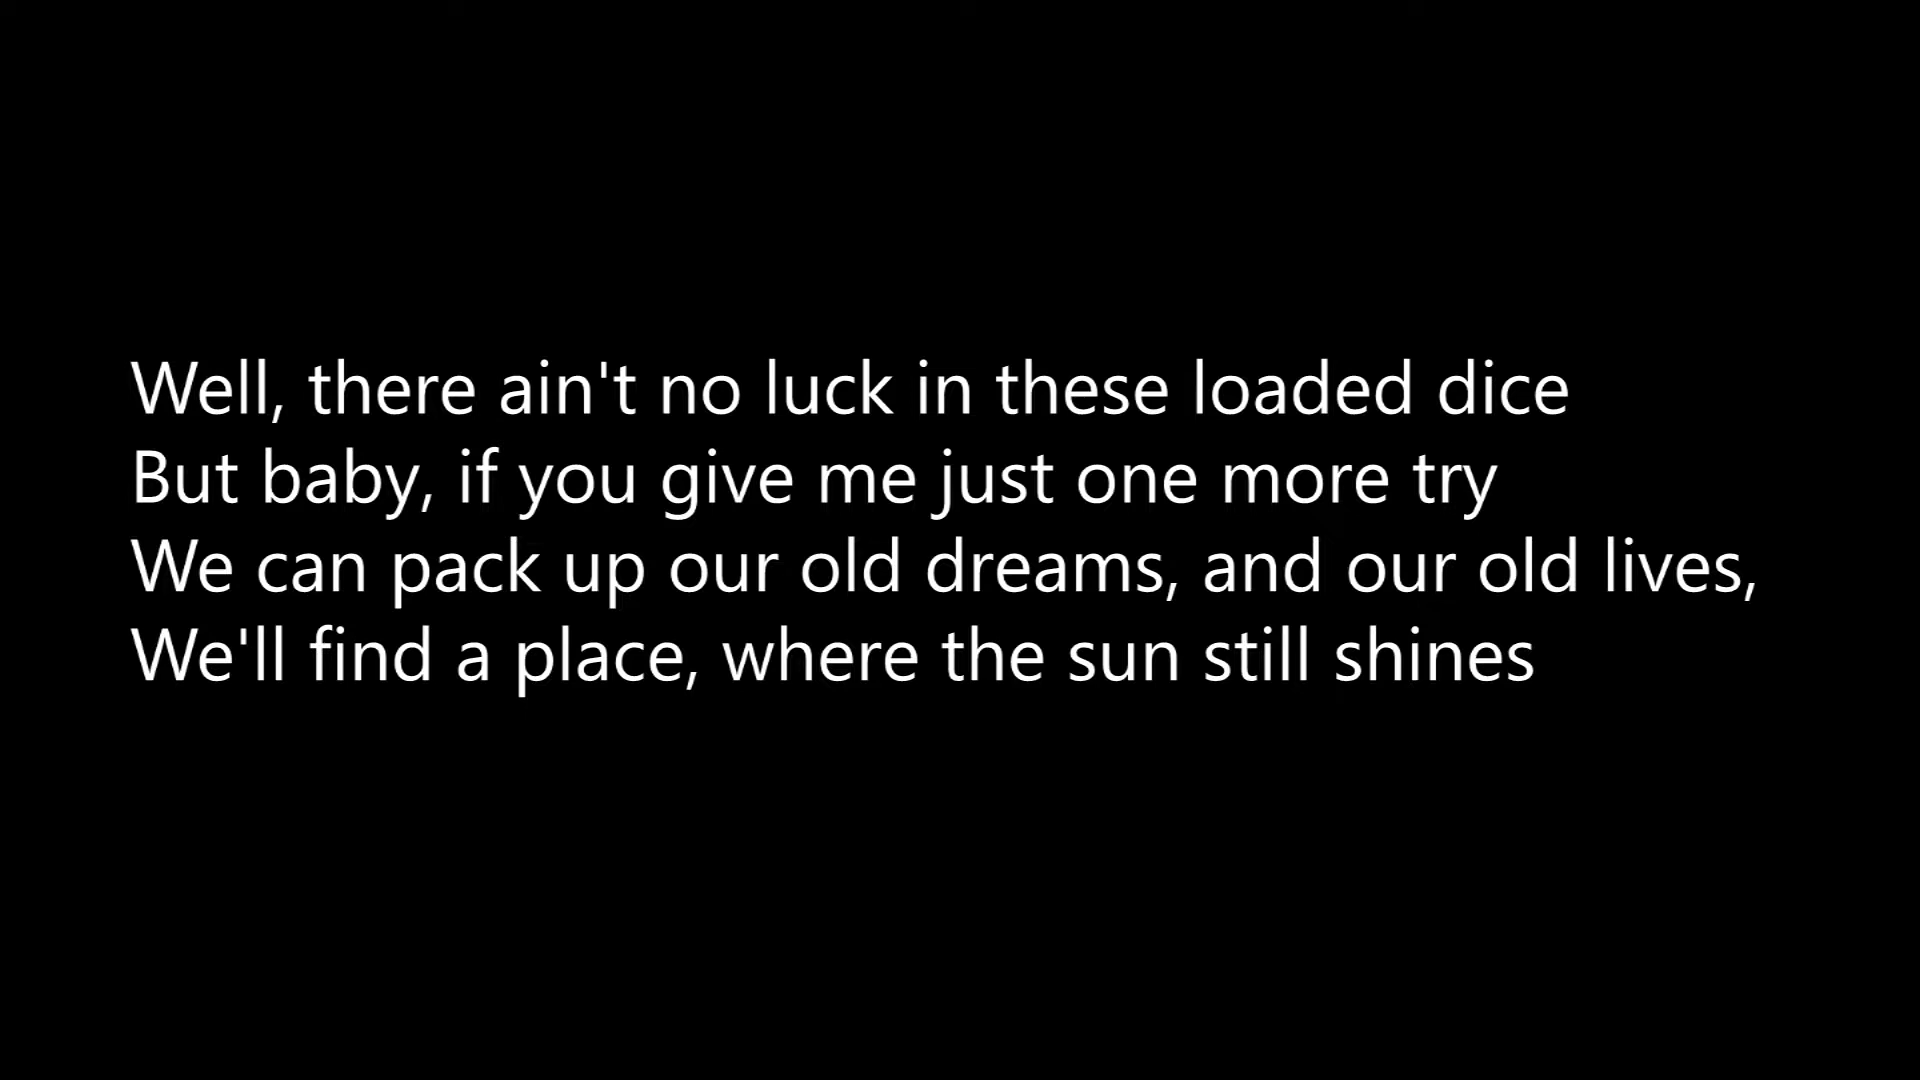 Well, there ain't no luck in these loaded dice
But baby, if you give me just one more try
We can pack up our old dreams, and our old lives,
We'll find a place, where the sun still shines